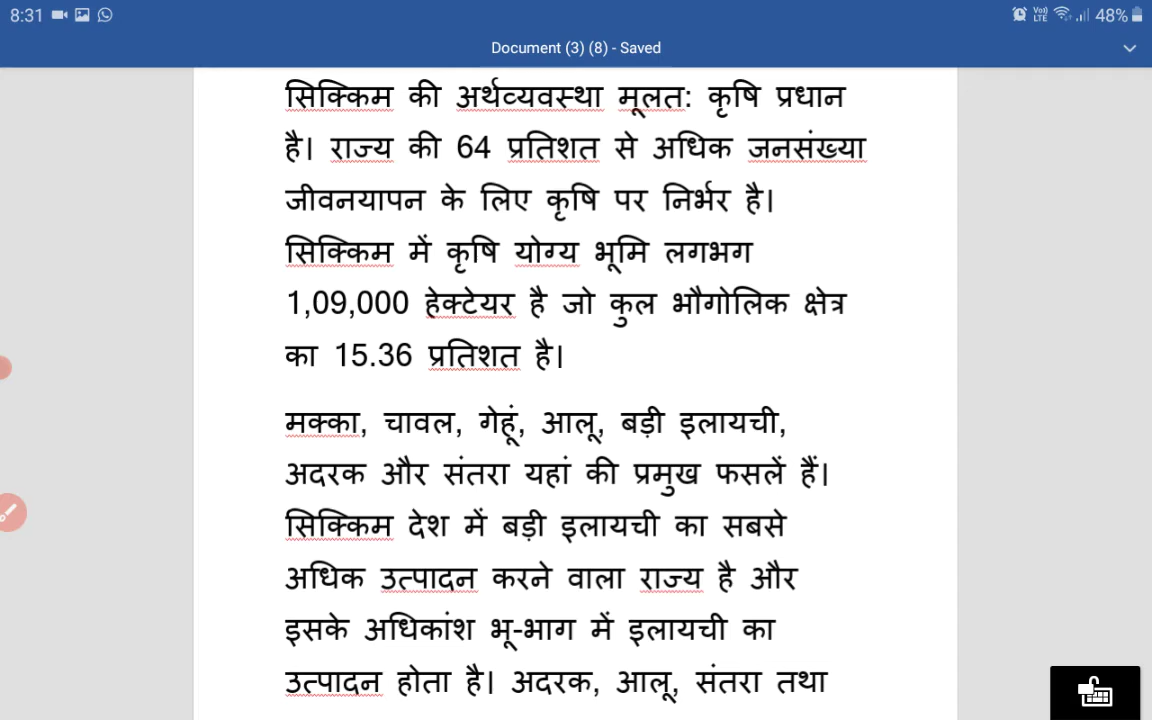 8:31
Vo) LTE 48%
Document (3) (8) - Saved
सिक्किम की अर्थव्यवस्था मूलत: कृषि प्रधान
है। राज्य की 64 प्रतिशत से अधिक जनसंख्या
जीवनयापन के लिए कृषि पर निर्भर है।
सिक्किम में कृषि योग्य भूमि लगभग
1,09,000 हेक्टेयर है जो कुल भौगोलिक क्षेत्र
का 15.36 प्रतिशत है।
मक्का, चावल, गेहूं, आलू, बड़ी इलायची,
अदरक और संतरा यहां की प्रमुख फसलें हैं।
सिक्किम देश में बड़ी इलायची का सबसे
अधिक उत्पादन करने वाला राज्य है और
इसके अधिकांश भू-भाग में इलायची का
उत्पादन होता है। अदरक, आलू, संतरा तथा